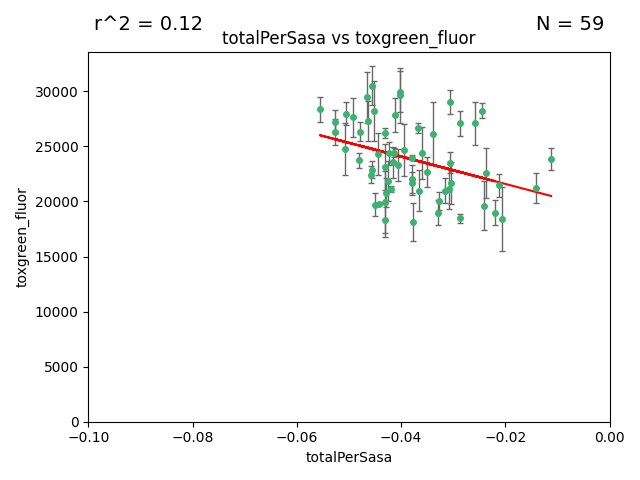 r^2 = 0.12
N = 59
totalPerSasa vs toxgreen_fluor
toxgreen_fluor
30000
25000
20000
15000
10000
5000
0
−0.10
−0.08
−0.06
−0.04
−0.02
0.00
totalPerSasa